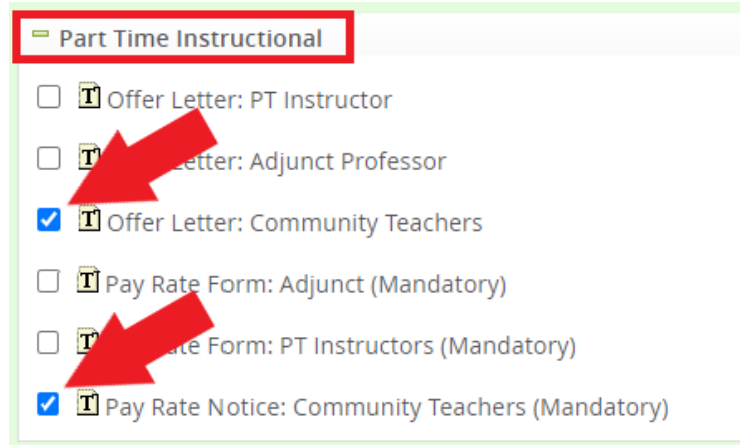 Part Time Instructional
T Offer Letter: PT Instructor
Letter: Adjunct Professor
T Offer Letter: Community Teachers
T Pay Rate Form: Adjunct (Mandatory)
Form: PT Instructors (Mandatory)
T Pay Rate Notice: Community Teachers (Mandatory)